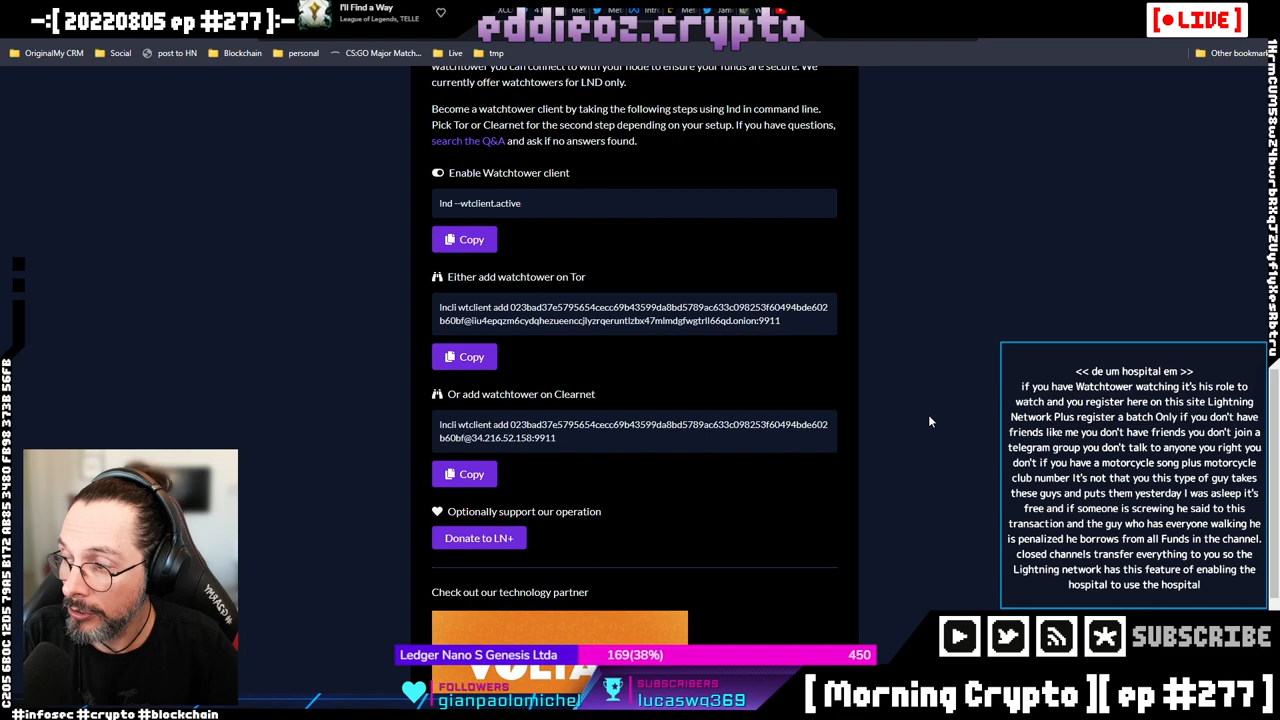 -:[ 20220805 ep #277 ]:-
I'll Find a Way
League of Legends, TELLE
eddieoz.crypto
[ LIVE ]
OriginalMy CRM
Social
post to HN
Blockchain
personal
CS:GO Major Match...
Live
tmp
Other bookmar
watchtower you can connect to with your node to ensure your funds are secure. We
currently offer watchtowers for LND only.
Become a watchtower client by taking the following steps using lnd in command line.
Pick Tor or Clearnet for the second step depending on your setup. If you have questions,
search the Q&A and ask if no answers found.
Enable Watchtower client
lnd --wtclient.active
Copy
Either add watchtower on Tor
lncli wtclient add 023bad37e5795654cecc69b43599da8bd5789ac633c098253f60494bde602
b60bf@iiu4epqzm6cydqhezueenccjlyzrqeruntlzbx47mlmdgfwgtrll66qd.onion:9911
Copy
Or add watchtower on Clearnet
lncli wtclient add 023bad37e5795654cecc69b43599da8bd5789ac633c098253f60494bde602
b60bf@34.216.52.158:9911
Copy
Optionally support our operation
Donate to LN+
Check out our technology partner
VOLTA
<< de um hospital em >>
if you have Watchtower watching it's his role to
watch and you register here on this site Lightning
Network Plus register a batch Only if you don't have
friends like me you don't have friends you don't join a
telegram group you don't talk to anyone you right you
don't if you have a motorcycle song plus motorcycle
club number It's not that you this type of guy takes
these guys and puts them yesterday I was asleep it's
free and if someone is screwing he said to this
transaction and the guy who has everyone walking he
is penalized he borrows from all Funds in the channel.
closed channels transfer everything to you so the
Lightning network has this feature of enabling the
hospital to use the hospital
SUBSCRIBE
Ledger Nano S Genesis Ltda
169(38%)
450
FOLLOWERS
gianpaolomichel
SUBSCRIBERS
lucaswq369
[ Morning Crypto ][ ep #277 ]
#infosec #crypto #blockchain
C205 6B0C 12D5 79A5 B172 AB85 3480 FB98 373B 56FB